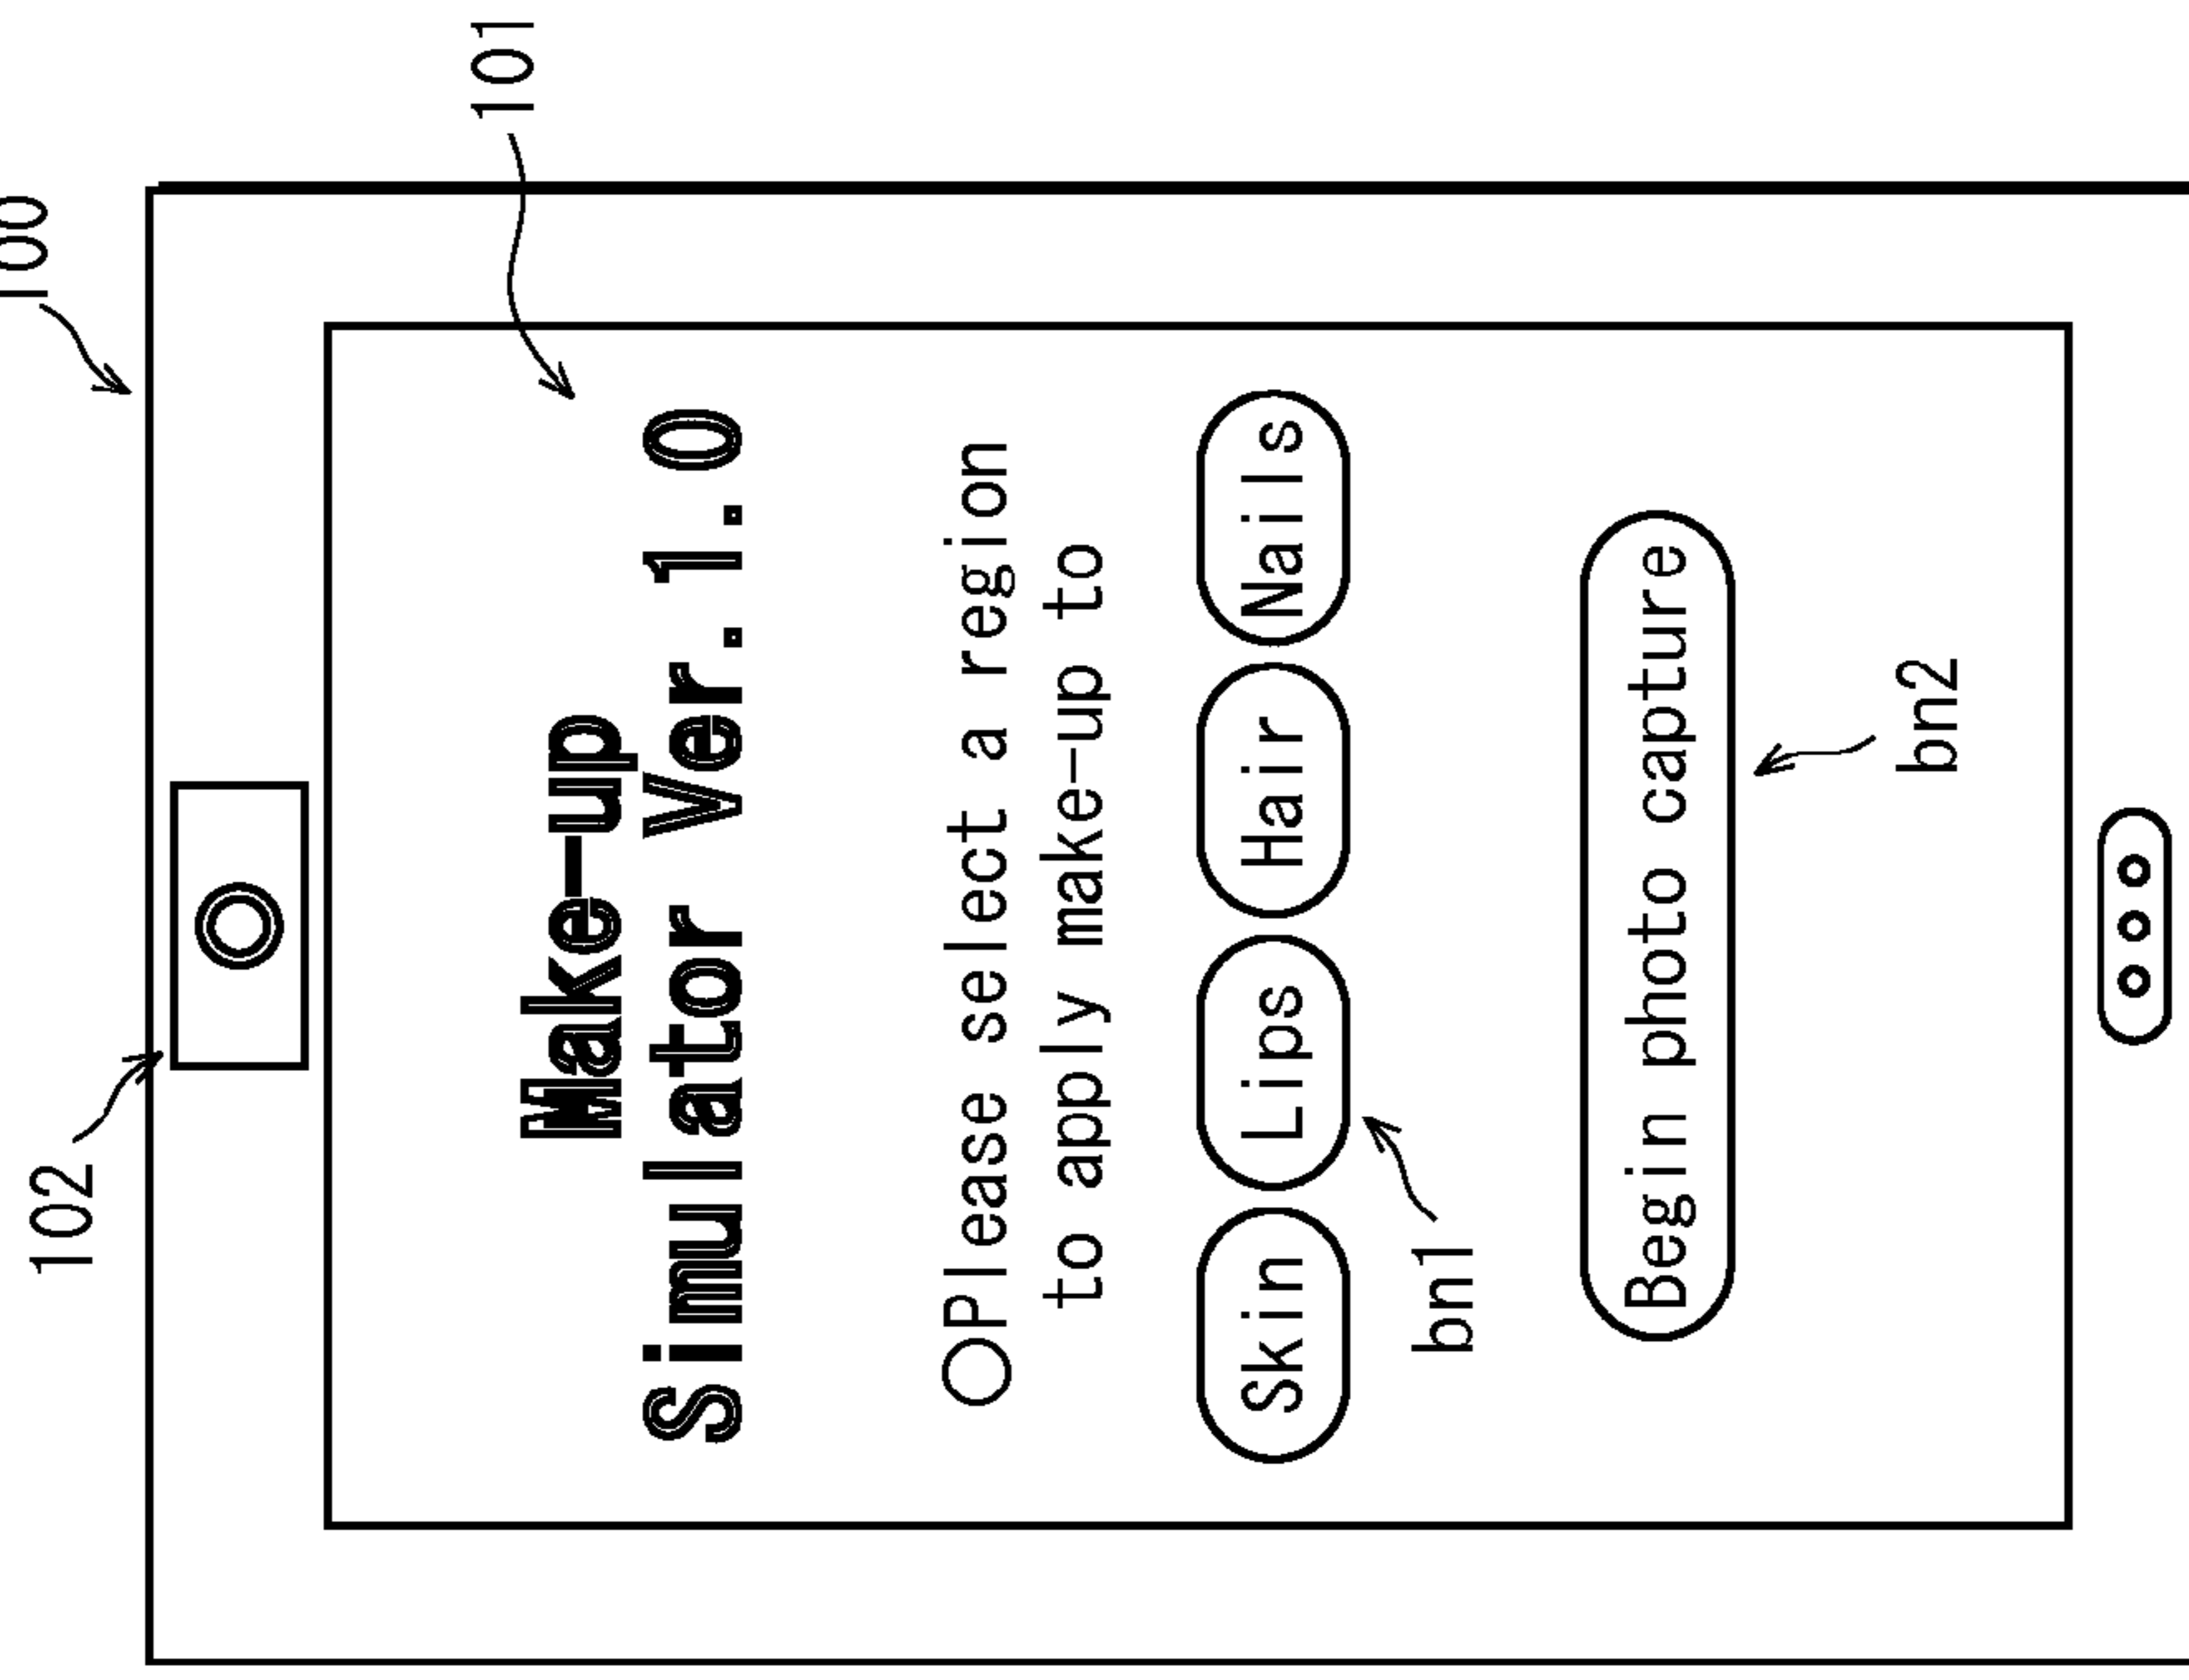 100
102
101
Make-up
Simulator Ver. 1. 0
○Please select a region
to apply make-up to
Skin Lips Hair Nails
bn1
Begin photo capture
bn2